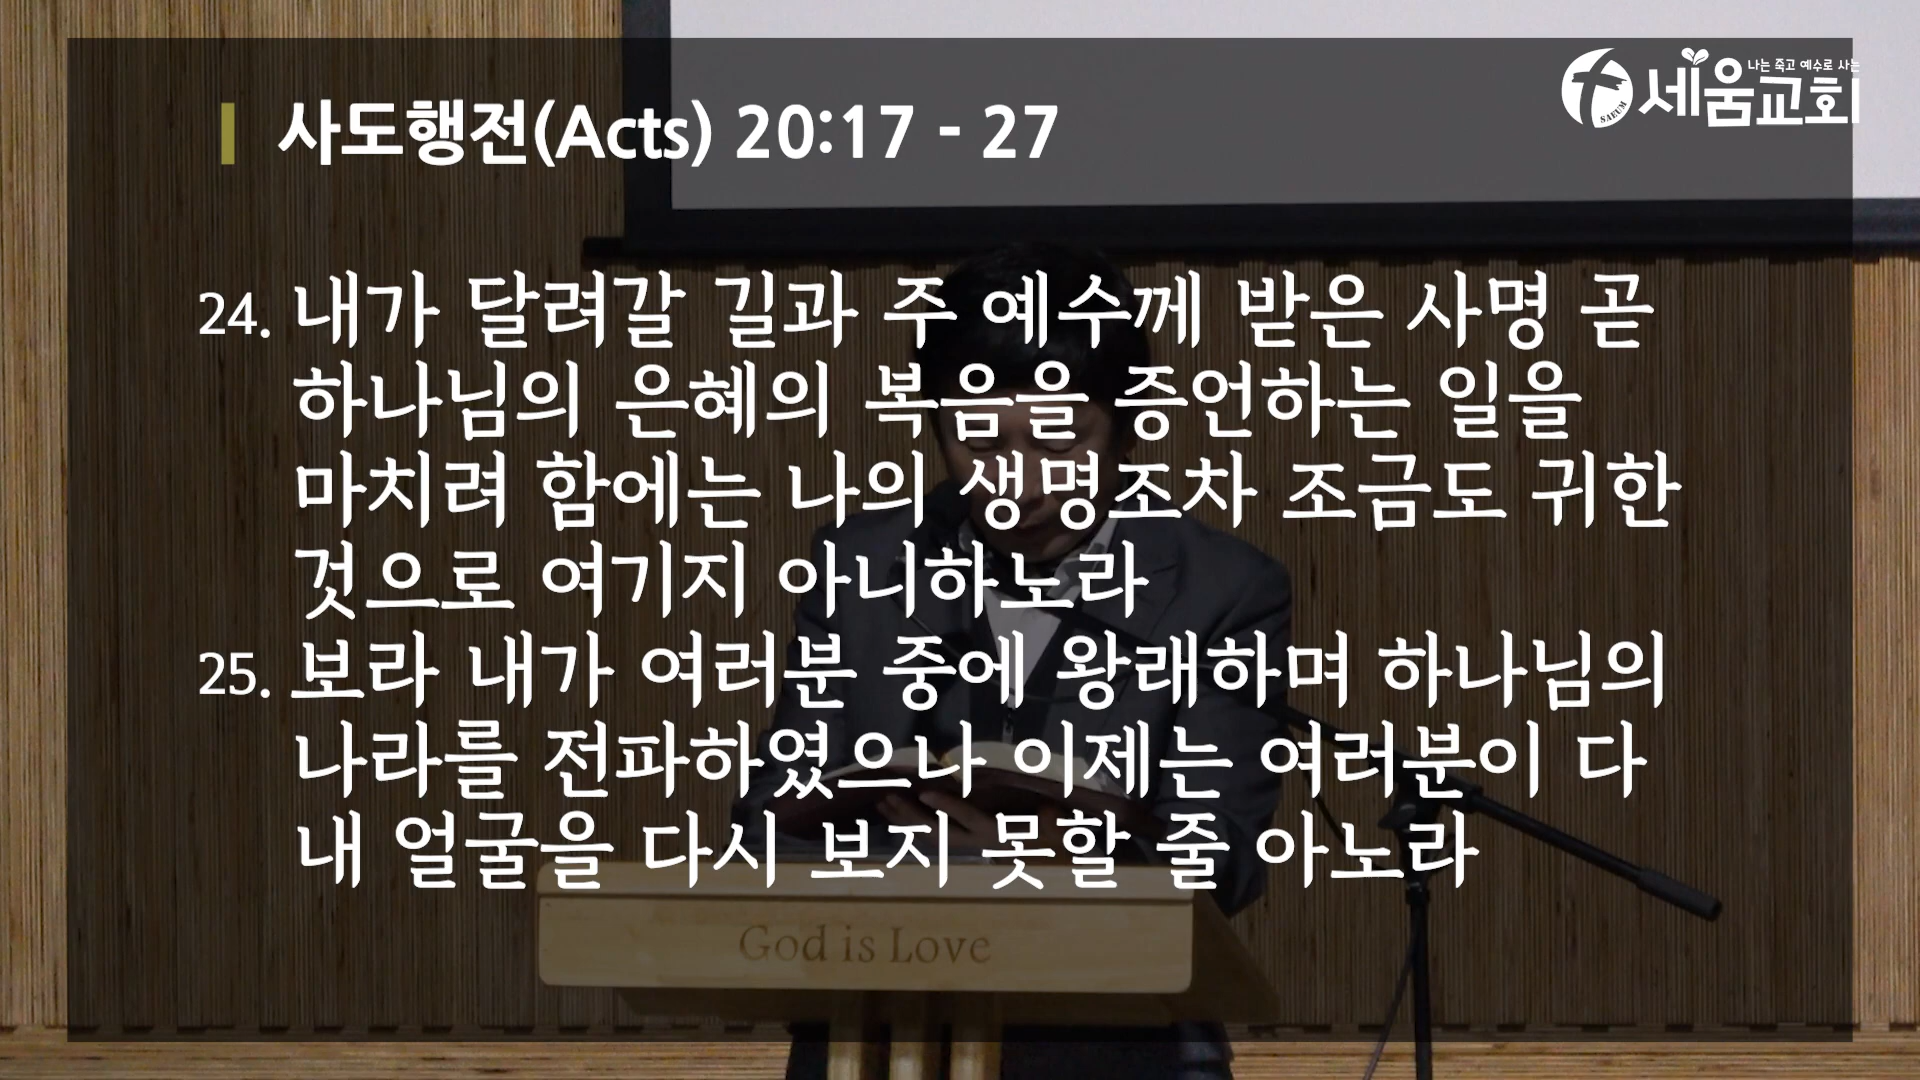 나는 죽고 예수로 사는
세움교회
SAEUM
사도행전(Acts) 20:17 - 27
24. 내가 달려갈 길과 주 예수께 받은 사명 곧
하나님의 은혜의 복음을 증언하는 일을
마치려 함에는 나의 생명조차 조금도 귀한
것으로 여기지 아니하노라
25. 보라 내가 여러분 중에 왕래하며 하나님의
나라를 전파하였으나 이제는 여러분이 다
내 얼굴을 다시 보지 못할 줄 아노라
God is Love